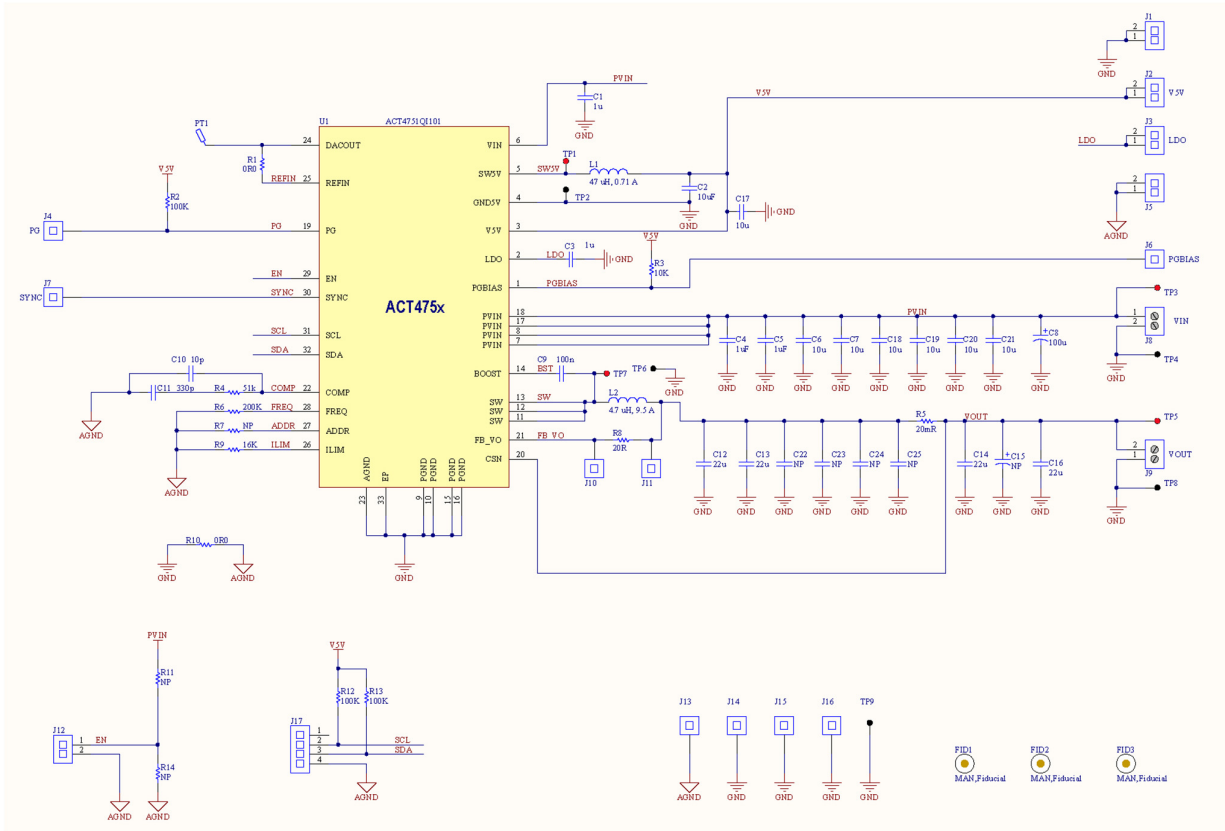 J1
2
1
GND
J2
2
1
V5V
V5V
J3
2
1
LDO
LDO
2
1
J5
AGND
PVIN
C1
1u
GND
U1
ACT4751QI101
ACT475x
PT1
24
DACOUT
R1
0R0
REFIN
25
REFIN
V5V
R2
100K
J4
PG
PG
19
PG
EN
29
EN
J7
SYNC
SYNC
30
SYNC
SCL
31
SCL
SDA
32
SDA
C10 10p
C11 330p
R4
51k
COMP
22
COMP
R6
200K
FREQ
28
FREQ
R7
NP
ADDR
27
ADDR
R9
16K
ILIM
26
ILIM
AGND
AGND
VIN
6
SW5V
5
SW5V
TP1
L1
47 uH, 0.71 A
GND5V
4
TP2
C2
10uF
GND
C17
10u
GND
V5V
3
LDO
2
LDO
C3
1u
GND
V5V
R3
10K
PGBIAS
1
PGBIAS
J6
PGBIAS
PVIN
18
PVIN
17
PVIN
8
PVIN
7
PVIN
TP3
C4
1uF
C5
1uF
C6
10u
C7
10u
C18
10u
C19
10u
C20
10u
C21
10u
C8
100u
+
1
2
VIN
J8
TP4
GND
GND
GND
GND
GND
GND
GND
GND
GND
GND
BOOST
14
BST
C9 100n
TP7
TP6
GND
SW
13
SW
SW
12
SW
11
L2
4.7 uH, 9.5 A
FB_VO
21
FB_VO
R8
20R
CSN
20
J10
J11
R5
20mR
VOUT
TP5
C12
22u
C13
22u
C22
NP
C23
NP
C24
NP
C25
NP
C14
22u
+
C15
NP
C16
22u
2
1
VOUT
J9
TP8
GND
GND
GND
GND
GND
GND
GND
GND
GND
GND
AGND
EP
PGND
PGND
PGND
PGND
23
33
9
10
15
16
GND
R10
0R0
GND
AGND
PVIN
R11
NP
J12
1
2
EN
R14
NP
AGND
AGND
V5V
R12
100K
R13
100K
J17
1
2
3
4
SCL
SDA
AGND
J13
J14
J15
J16
TP9
AGND
GND
GND
GND
GND
FID1
MAN,Fiducial
FID2
MAN,Fiducial
FID3
MAN,Fiducial